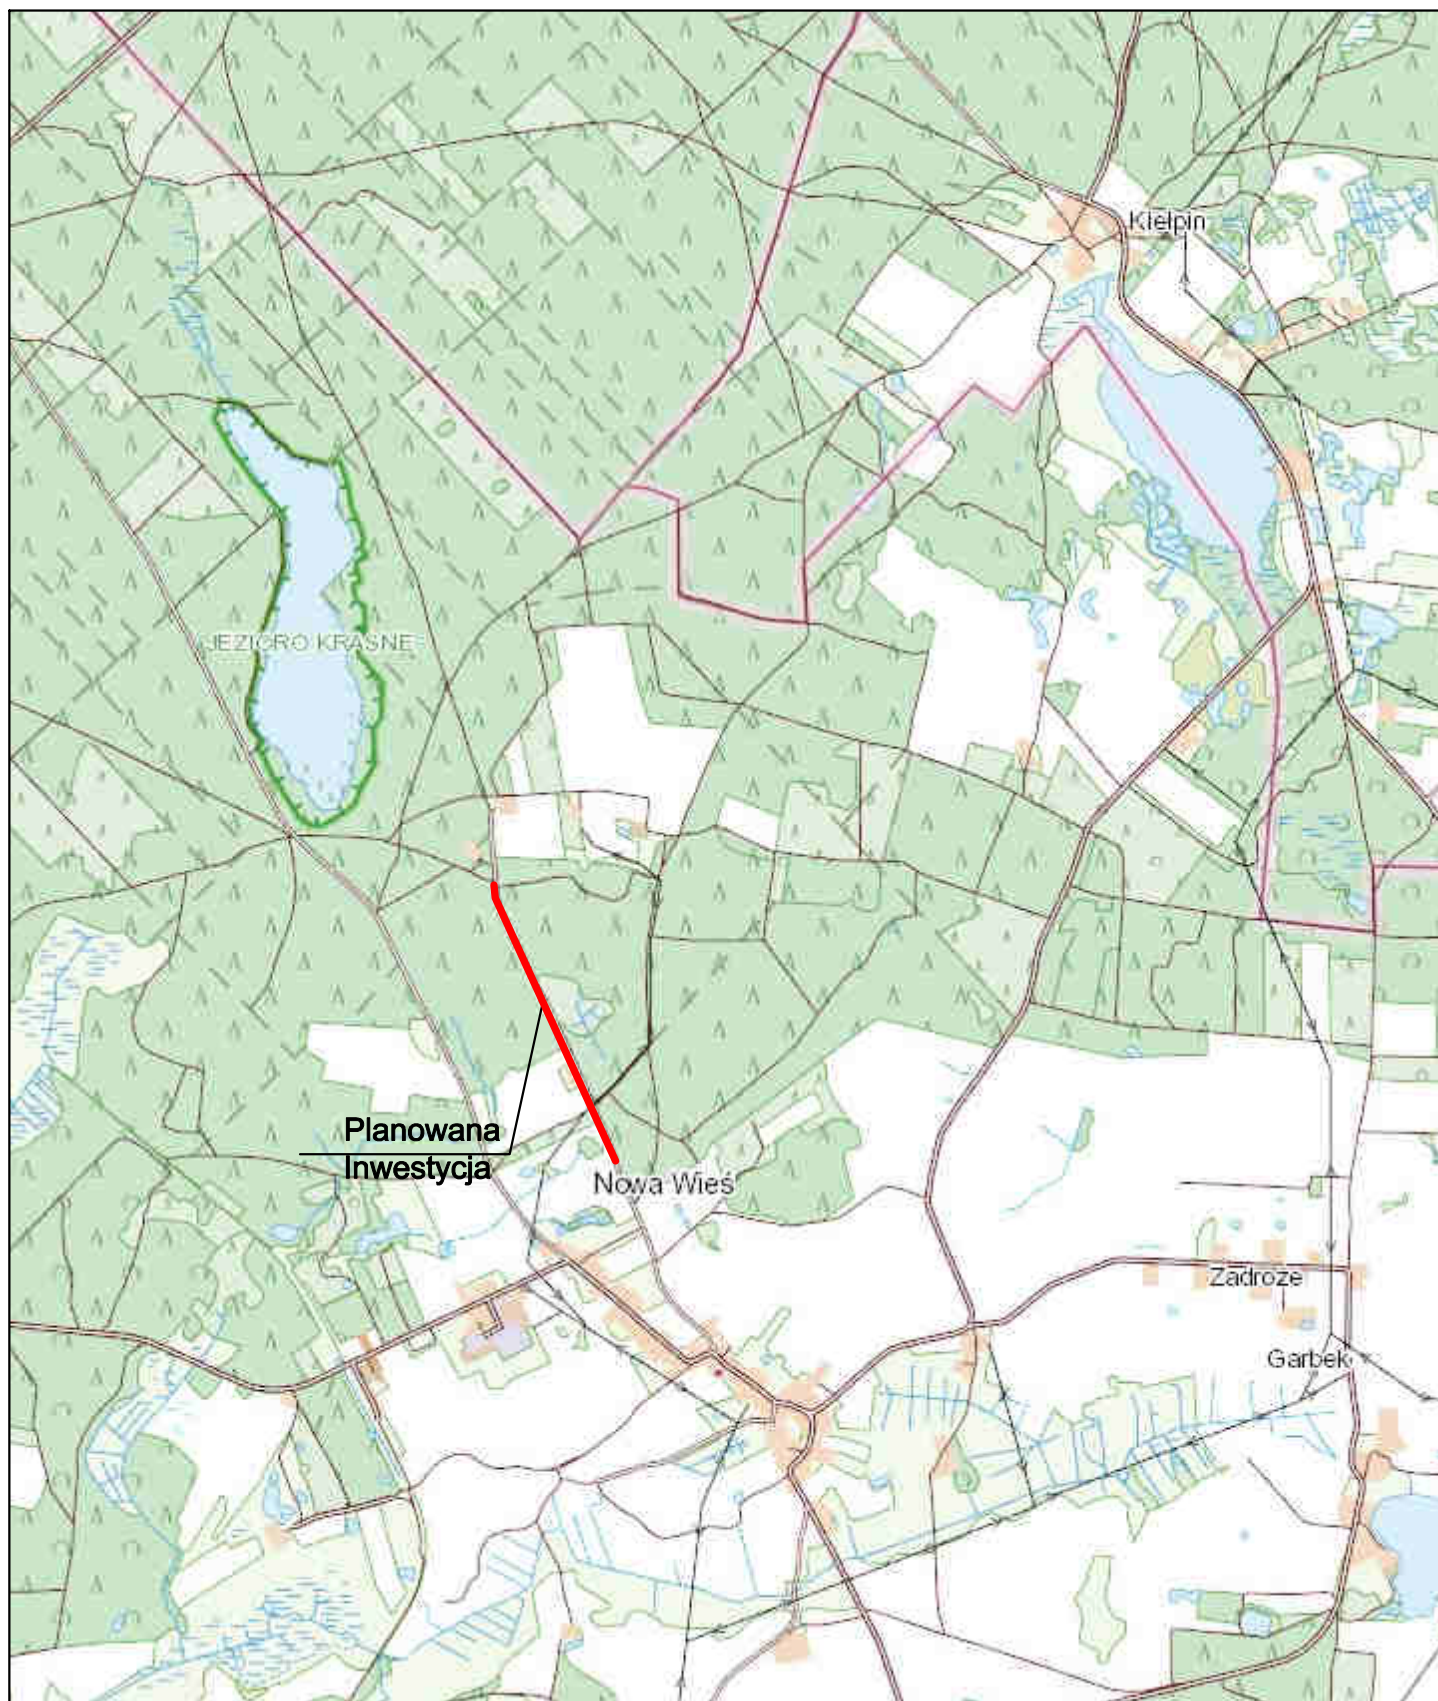 Kiełpin
JEZIORO KRASNE
Planowana
Inwestycja
Nowa Wieś
Zadroże
Garbek